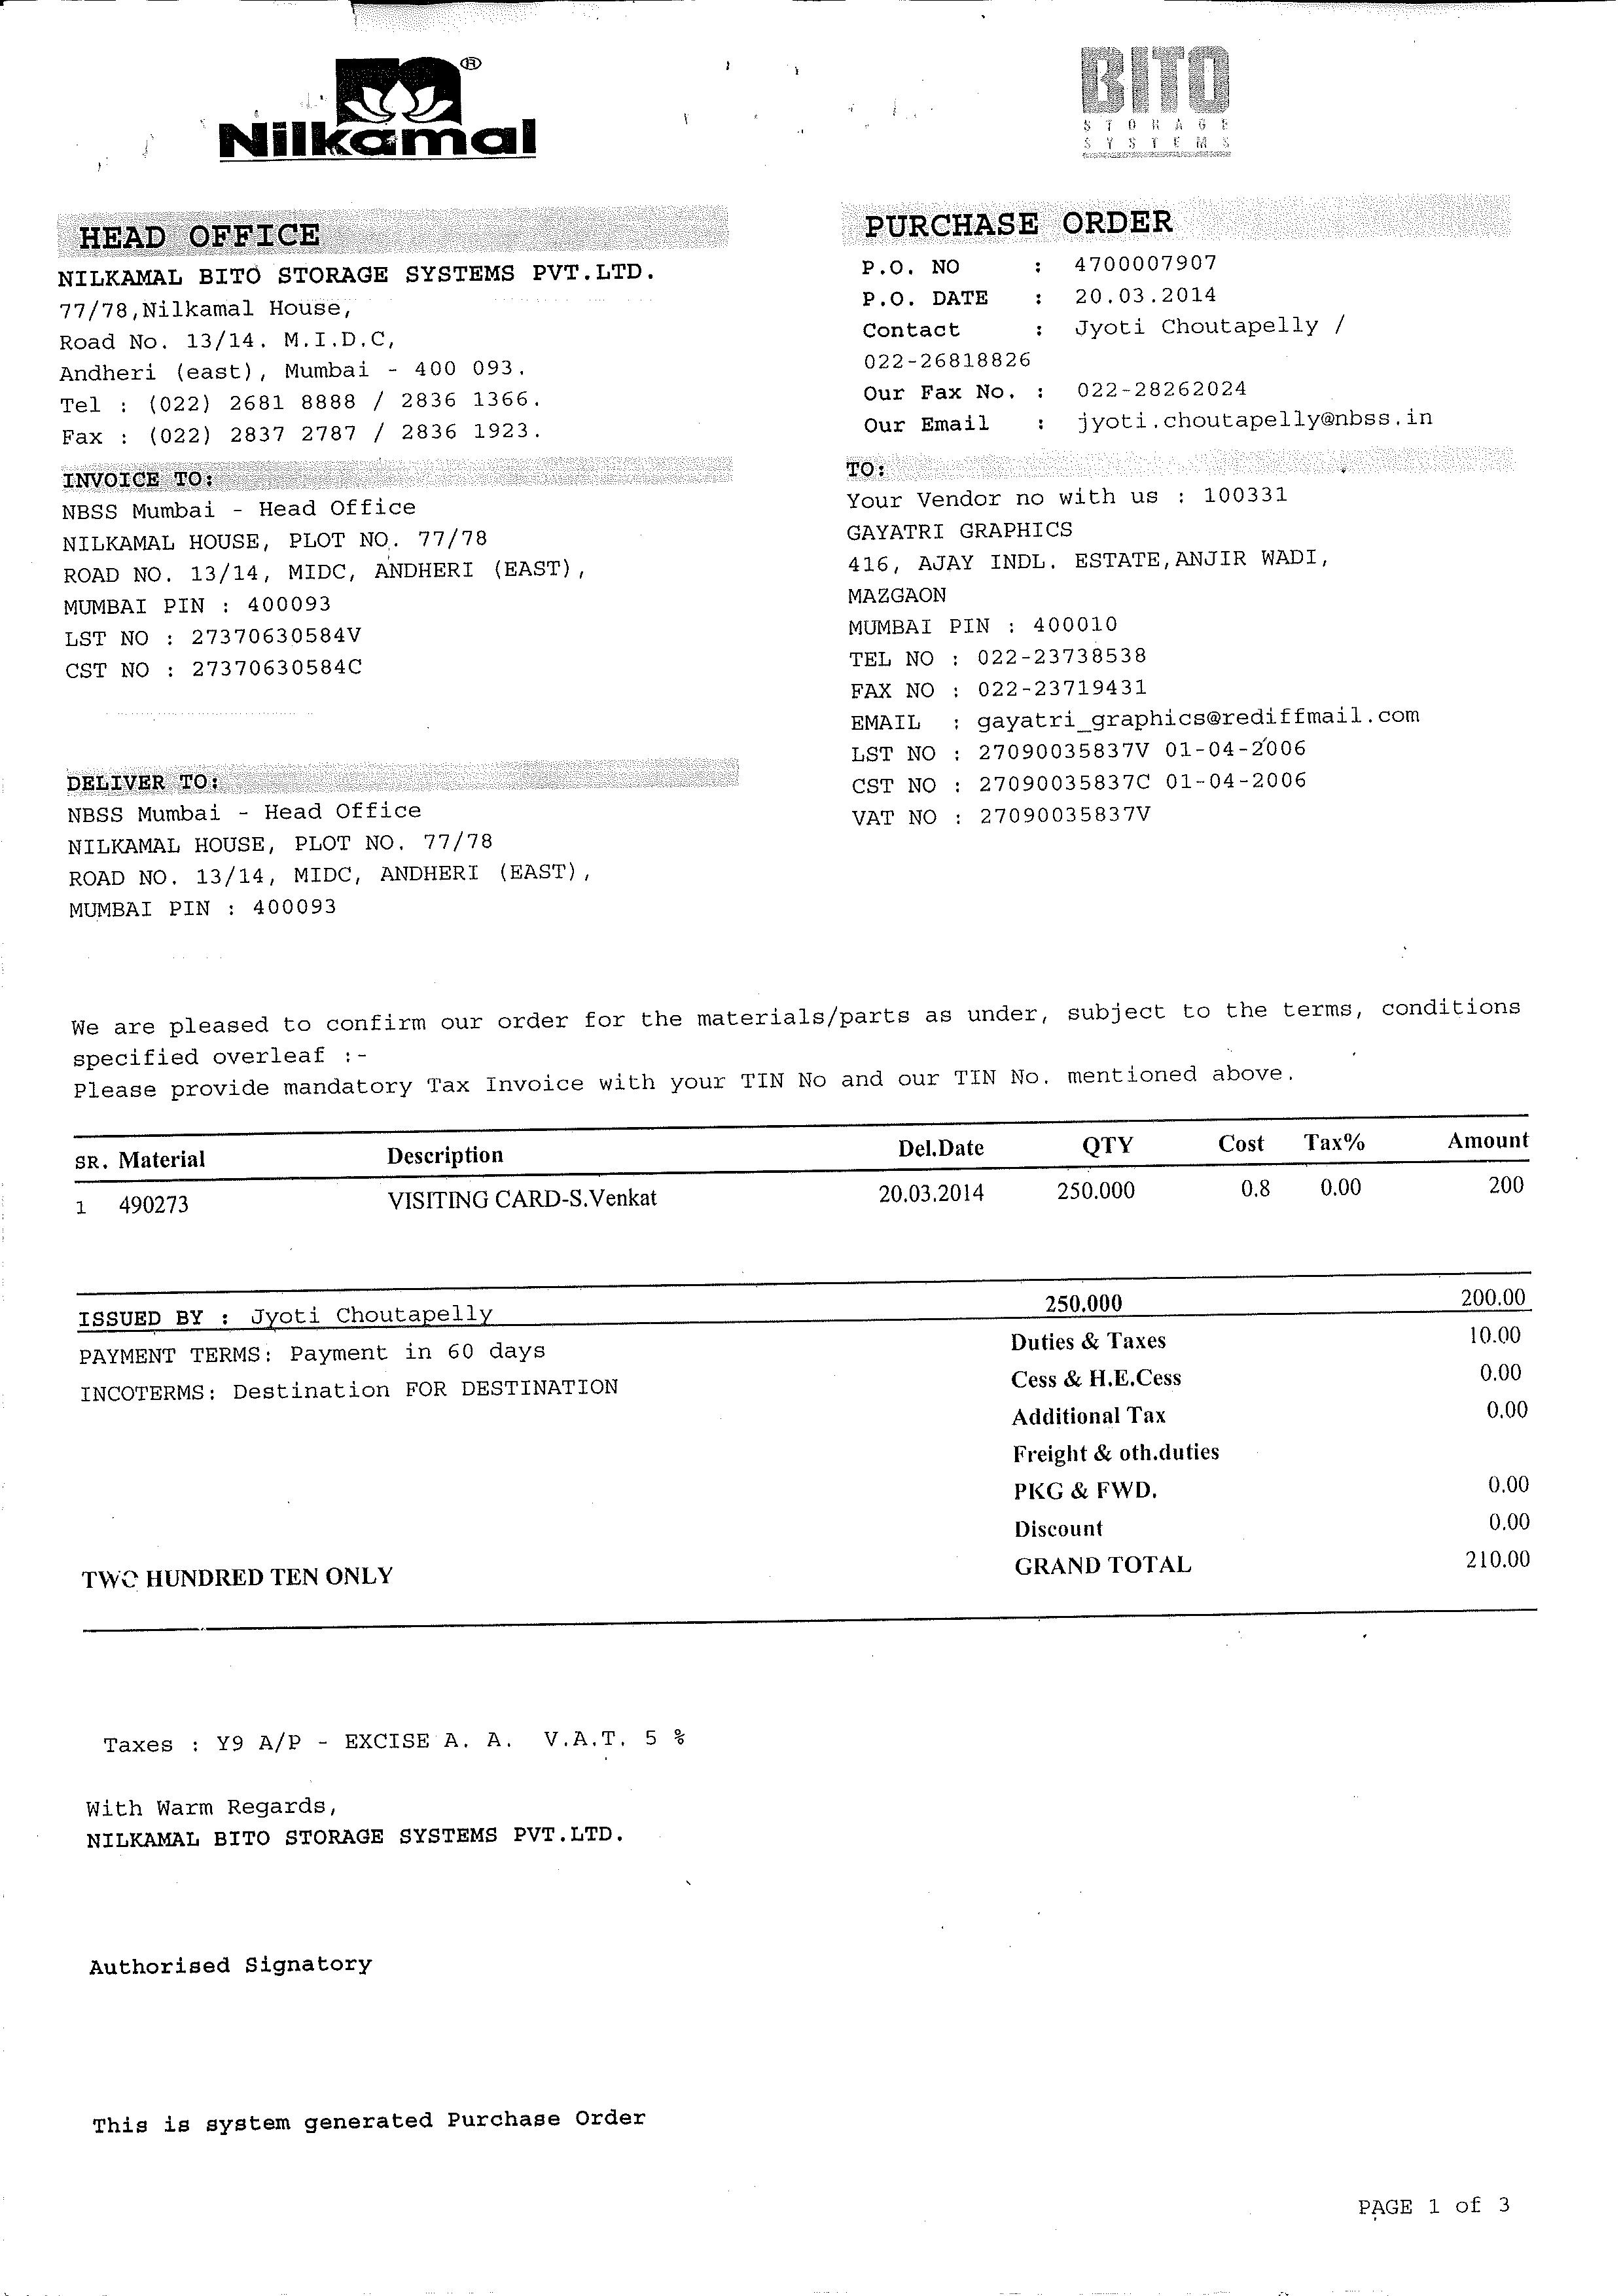 Nilkamal ®
BITO
STORAGE
SYSTEMS
HEAD OFFICE
NILKAMAL BITO STORAGE SYSTEMS PVT.LTD.
77/78,Nilkamal House,
Road No. 13/14. M.I.D.C,
Andheri (east), Mumbai - 400 093.
Tel : (022) 2681 8888 / 2836 1366.
Fax : (022) 2837 2787 / 2836 1923.
PURCHASE ORDER
P.O. NO : 4700007907
P.O. DATE : 20.03.2014
Contact : Jyoti Choutapelly /
022-26818826
Our Fax No. : 022-28262024
Our Email : jyoti.choutapelly@nbss.in
INVOICE TO:
NBSS Mumbai - Head Office
NILKAMAL HOUSE, PLOT NO. 77/78
ROAD NO. 13/14, MIDC, ANDHERI (EAST),
MUMBAI PIN : 400093
LST NO : 27370630584V
CST NO : 27370630584C
TO:
Your Vendor no with us : 100331
GAYATRI GRAPHICS
416, AJAY INDL. ESTATE,ANJIR WADI,
MAZGAON
MUMBAI PIN : 400010
TEL NO : 022-23738538
FAX NO : 022-23719431
EMAIL : gayatri_graphics@rediffmail.com
LST NO : 27090035837V 01-04-2006
CST NO : 27090035837C 01-04-2006
VAT NO : 27090035837V
DELIVER TO:
NBSS Mumbai - Head Office
NILKAMAL HOUSE, PLOT NO. 77/78
ROAD NO. 13/14, MIDC, ANDHERI (EAST),
MUMBAI PIN : 400093
We are pleased to confirm our order for the materials/parts as under, subject to the terms, conditions
specified overleaf :-
Please provide mandatory Tax Invoice with your TIN No and our TIN No. mentioned above.
SR. Material Description Del.Date QTY Cost Tax% Amount
1 490273 VISITING CARD-S.Venkat 20.03.2014 250.000 0.8 0.00 200
ISSUED BY : Jyoti Choutapelly 250.000 200.00
PAYMENT TERMS: Payment in 60 days Duties & Taxes 10.00
INCOTERMS: Destination FOR DESTINATION Cess & H.E.Cess 0.00
Additional Tax 0.00
Freight & oth.duties
PKG & FWD. 0.00
Discount 0.00
TWO HUNDRED TEN ONLY GRAND TOTAL 210.00
Taxes : Y9 A/P - EXCISE A. A. V.A.T. 5 %
With Warm Regards,
NILKAMAL BITO STORAGE SYSTEMS PVT.LTD.
Authorised Signatory
This is system generated Purchase Order
PAGE 1 of 3